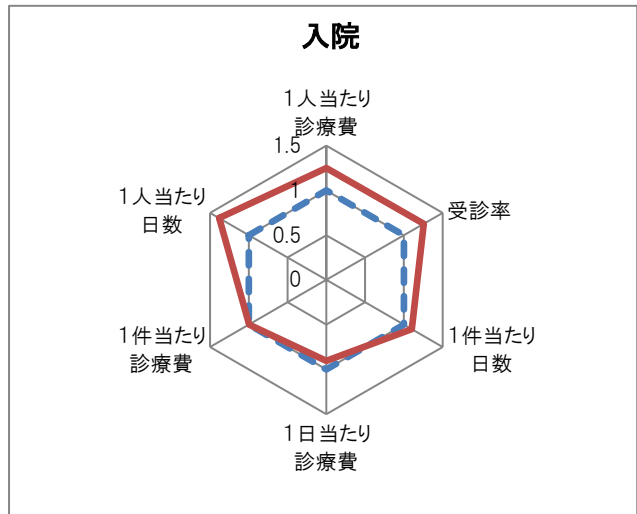 入院
1人当たり
診療費
1.5
1人当たり
日数
1
受診率
0.5
0
1件当たり
診療費
1件当たり
日数
1日当たり
診療費